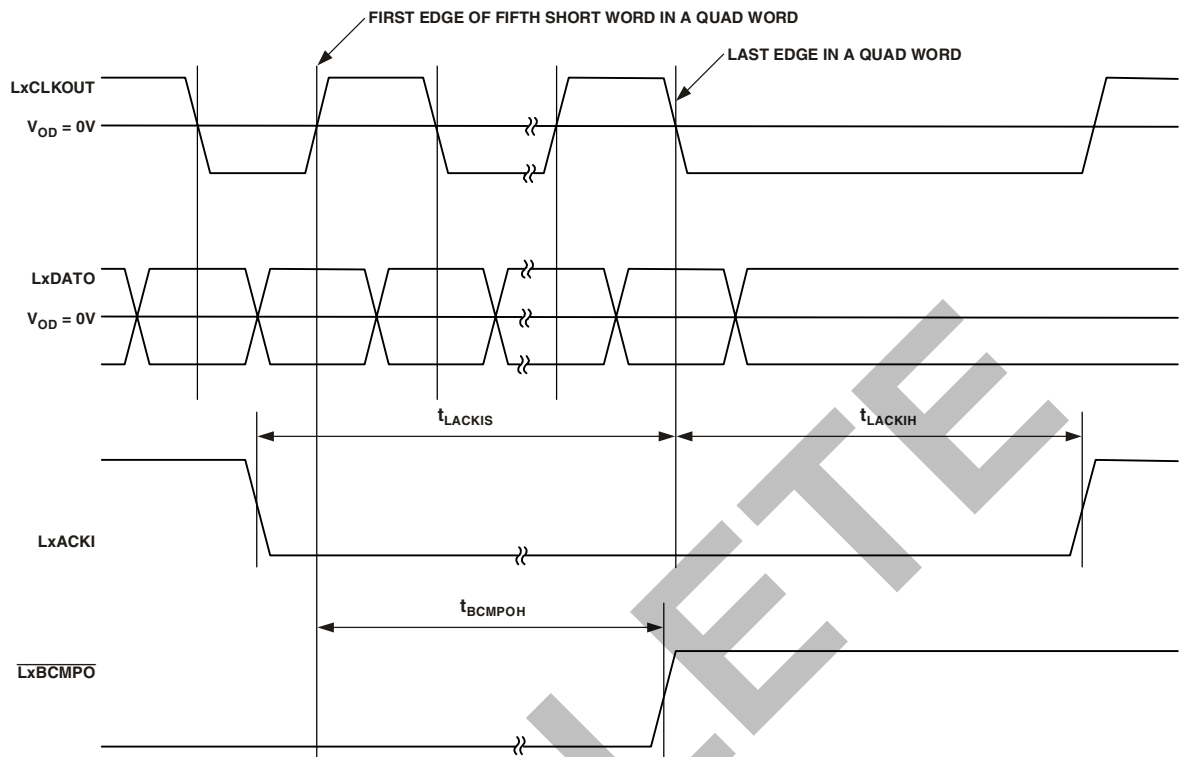 FIRST EDGE OF FIFTH SHORT WORD IN A QUAD WORD
LAST EDGE IN A QUAD WORD
LxCLKOUT
VOD = 0V
LxDATO
VOD = 0V
tLACKIS
tLACKIH
LxACKI
tBCMPOH
LxBCMPO
LETE